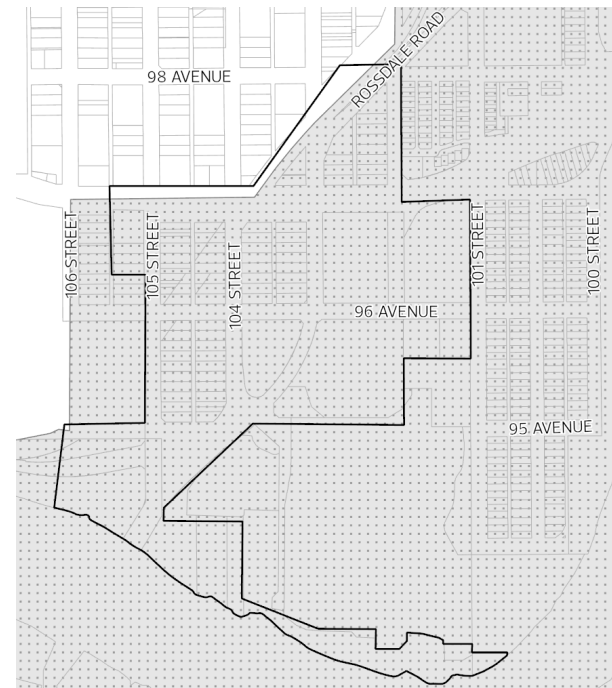 ROSSDALE ROAD
98 AVENUE
106 STREET
105 STREET
104 STREET
101 STREET
100 STREET
96 AVENUE
95 AVENUE